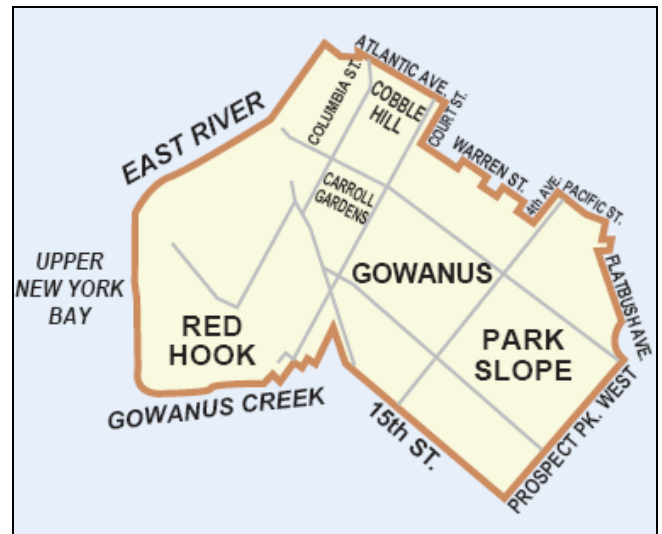 ATLANTIC AVE.
COLUMBIA ST.
COBBLE
HILL
COURT ST.
EAST RIVER
WARREN ST.
4th AVE.
PACIFIC ST.
CARROLL
GARDENS
FLATBUSH AVE.
UPPER
NEW YORK
BAY
GOWANUS
RED
HOOK
PARK
SLOPE
GOWANUS CREEK
15th ST.
PROSPECT PK. WEST